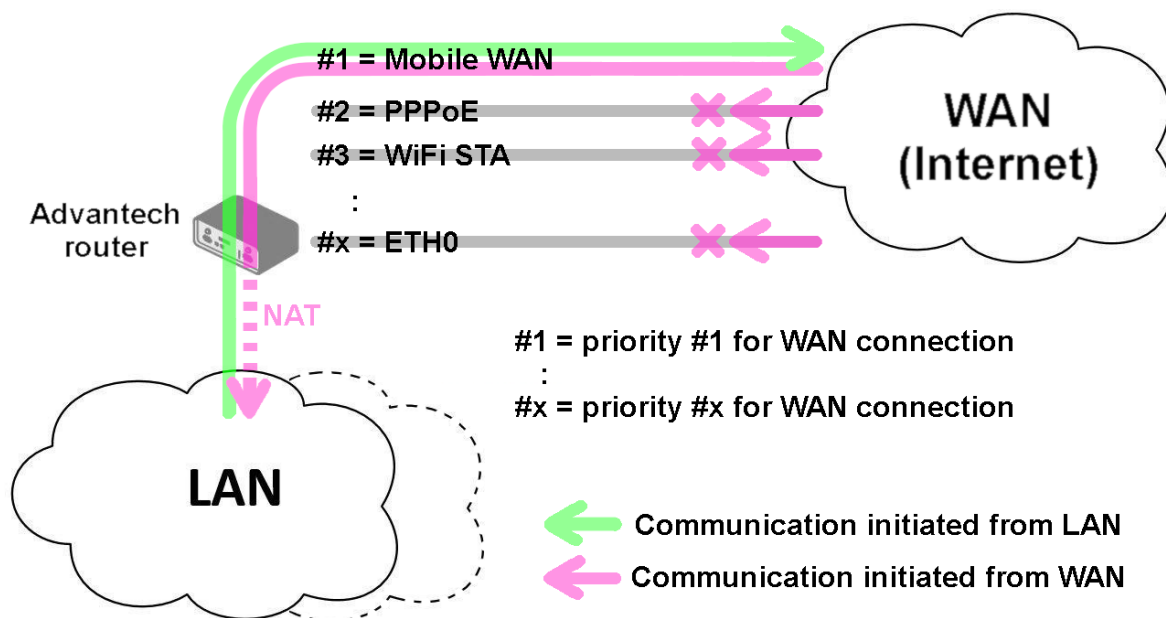 #1 = Mobile WAN
#2 = PPPoE
#3 = WiFi STA
:
#x = ETH0
WAN
(Internet)
Advantech
router
NAT
#1 = priority #1 for WAN connection
:
#x = priority #x for WAN connection
LAN
Communication initiated from LAN
Communication initiated from WAN